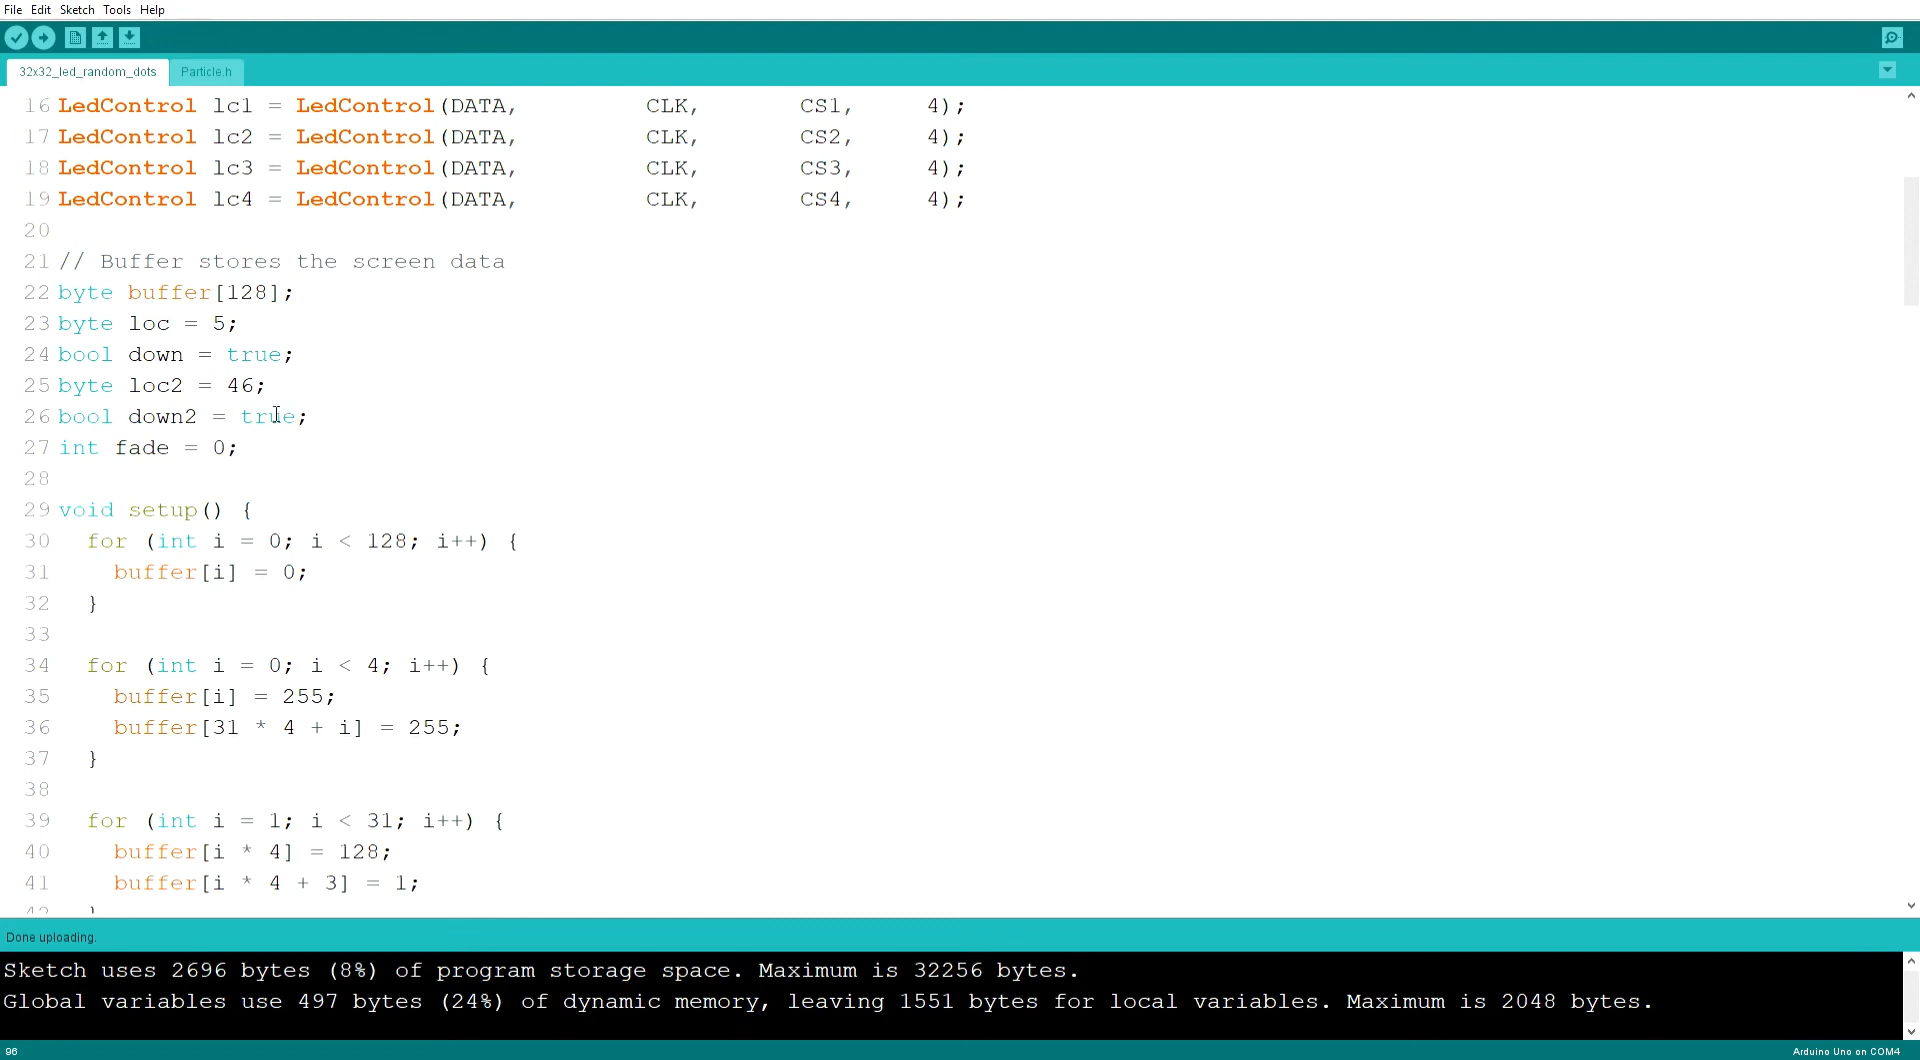 File Edit Sketch Tools Help
32x32_led_random_dots Particle.h
16 LedControl lc1 = LedControl(DATA, CLK, CS1, 4);
17 LedControl lc2 = LedControl(DATA, CLK, CS2, 4);
18 LedControl lc3 = LedControl(DATA, CLK, CS3, 4);
19 LedControl lc4 = LedControl(DATA, CLK, CS4, 4);
20
21 // Buffer stores the screen data
22 byte buffer[128];
23 byte loc = 5;
24 bool down = true;
25 byte loc2 = 46;
26 bool down2 = true;
27 int fade = 0;
28
29 void setup() {
30 for (int i = 0; i < 128; i++) {
31 buffer[i] = 0;
32 }
33
34 for (int i = 0; i < 4; i++) {
35 buffer[i] = 255;
36 buffer[31 * 4 + i] = 255;
37 }
38
39 for (int i = 1; i < 31; i++) {
40 buffer[i * 4] = 128;
41 buffer[i * 4 + 3] = 1;
42 }
Done uploading.
Sketch uses 2696 bytes (8%) of program storage space. Maximum is 32256 bytes.
Global variables use 497 bytes (24%) of dynamic memory, leaving 1551 bytes for local variables. Maximum is 2048 bytes.
96 Arduino Uno on COM4